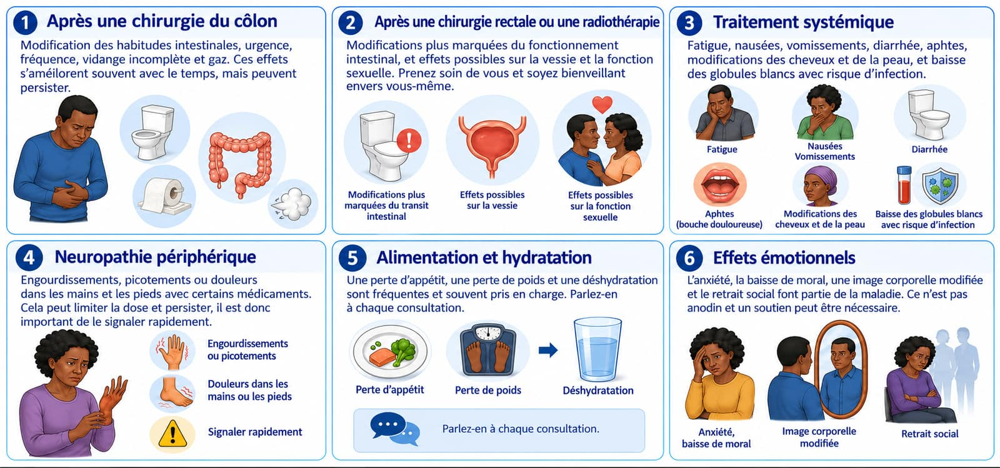 1 Après une chirurgie du côlon
Modification des habitudes intestinales, urgence,
fréquence, vidange incomplète et gaz. Ces effets
s'améilorent souvent avec le temps, mais peuvent
persister.
2 Après une chirurgie rectale ou une radiothérapie
Modifications plus marquées du fonctionnement
intestinal, et effets possibles sur la vessie et la fonction
sexuelle. Prenez soin de vous et soyez bienveillant
envers vous-même.
!
Modifications plus
marquées du transit
intestinal
Effets possibles
sur la vessie
Effets possibles
sur la fonction
sexuelle
3 Traitement systémique
Fatigue, nausées, vomissements, diarrhée, aphtes,
modifications des cheveux et de la peau, et baisse
des globules blancs avec risque d'infection.
Fatigue
Nausées
Vomissements
Diarrhée
Aphtes
(bouche douloureuse)
Modifications des
cheveux et de la peau
Baisse des globules blancs
avec risque d'infection
4 Neuropathie périphérique
Engourdissements, picotements ou douleurs
dans les mains et les pieds avec certains médicaments.
Cela peut limiter la dose et persister, il est donc
important de le signaler rapidement.
Engourdissements
ou picotements
Douleurs dans les
mains ou les pieds
!
Signaler rapidement
5 Alimentation et hydratation
Une perte d'appétit, une perte de poids et une déshydratation
sont fréquentes et souvent pris en charge. Parlez-en
à chaque consultation.
Perte d'appétit
Perte de poids
Déshydratation
Parlez-en à chaque consultation.
6 Effets émotionnels
L'anxiété, la baisse de moral, une image corporelle modifiée
et le retrait social font partie de la maladie. Ce n'est pas
anodin et un soutien peut être nécessaire.
Anxiété,
baisse de moral
Image corporelle
modifiée
Retrait social